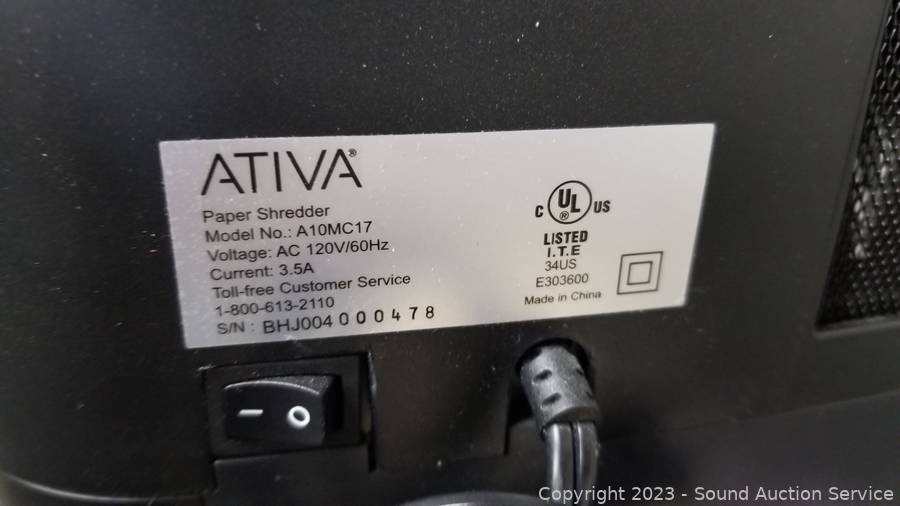 ATIVA®
Paper Shredder
Model No.: A10MC17
Voltage: AC 120V/60Hz
Current: 3.5A
Toll-free Customer Service
1-800-613-2110
S/N : BHJ004000478
C UL® US
LISTED
I.T.E
34US
E303600
Made in China
Copyright 2023 - Sound Auction Service